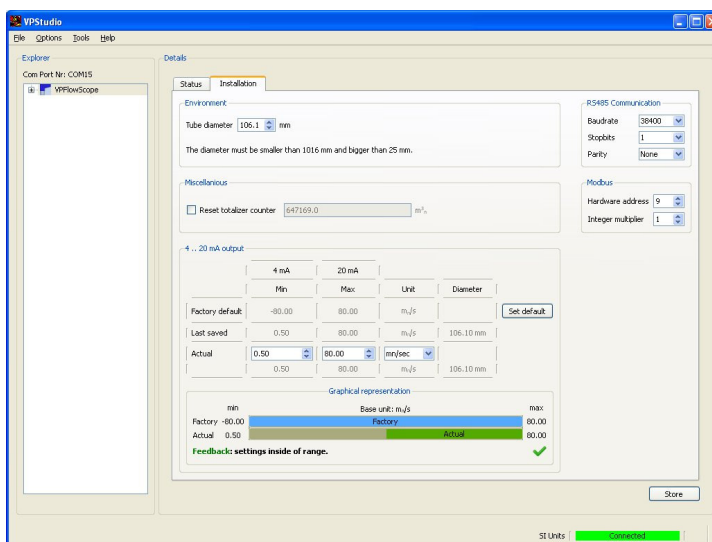 VPStudio
File Options Tools Help
Explorer
Com Port Nr: COM15
VPFlowScope
Details
Status Installation
Environment
Tube diameter 106.1 mm
The diameter must be smaller than 1016 mm and bigger than 25 mm.
RS485 Communication
Baudrate 38400
Stopbits 1
Parity None
Miscellanious
Reset totalizer counter 647169.0 m³ₙ
Modbus
Hardware address 9
Integer multiplier 1
4 .. 20 mA output
4 mA 20 mA
Min Max Unit Diameter
Factory default -80.00 80.00 mₙ/s Set default
Last saved 0.50 80.00 mₙ/s 106.10 mm
Actual 0.50 80.00 mn/sec
0.50 80.00 mₙ/s 106.10 mm
Graphical representation
min Base unit: mₙ/s max
Factory -80.00 Factory 80.00
Actual 0.50 Actual 80.00
Feedback: settings inside of range.
Store
SI Units Connected